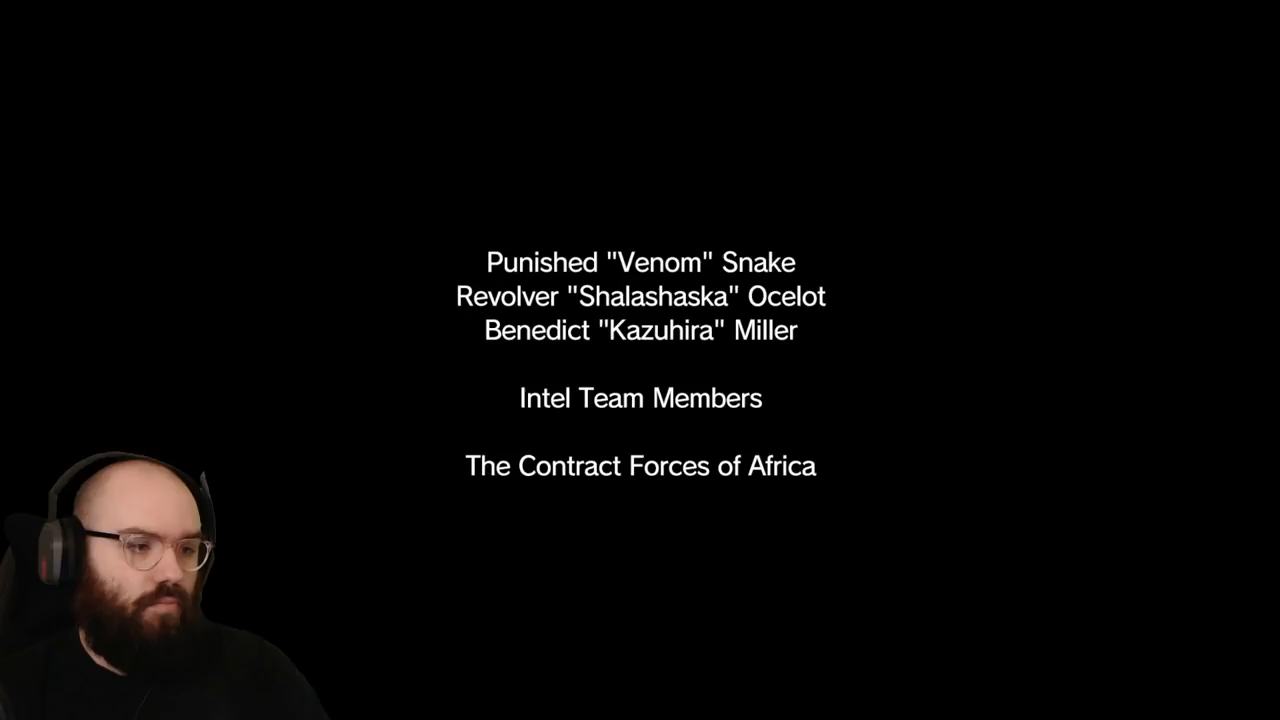 Punished "Venom" Snake
Revolver "Shalashaska" Ocelot
Benedict "Kazuhira" Miller
Intel Team Members
The Contract Forces of Africa